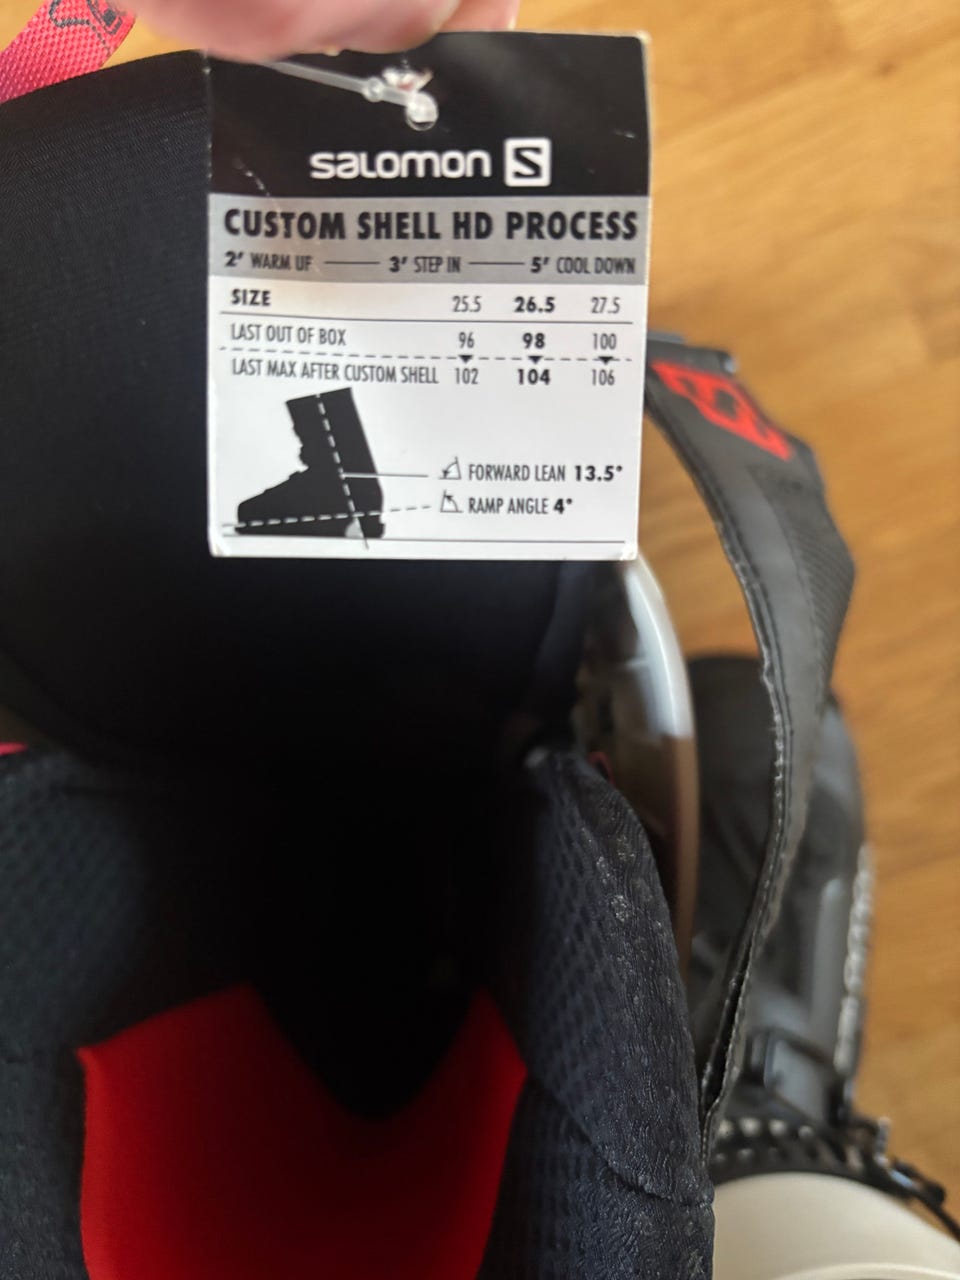 salomon S
CUSTOM SHELL HD PROCESS
2' WARM UP 3' STEP IN 5' COOL DOWN
SIZE 25.5 26.5 27.5
LAST OUT OF BOX 96 98 100
LAST MAX AFTER CUSTOM SHELL 102 104 106
FORWARD LEAN 13.5°
RAMP ANGLE 4°